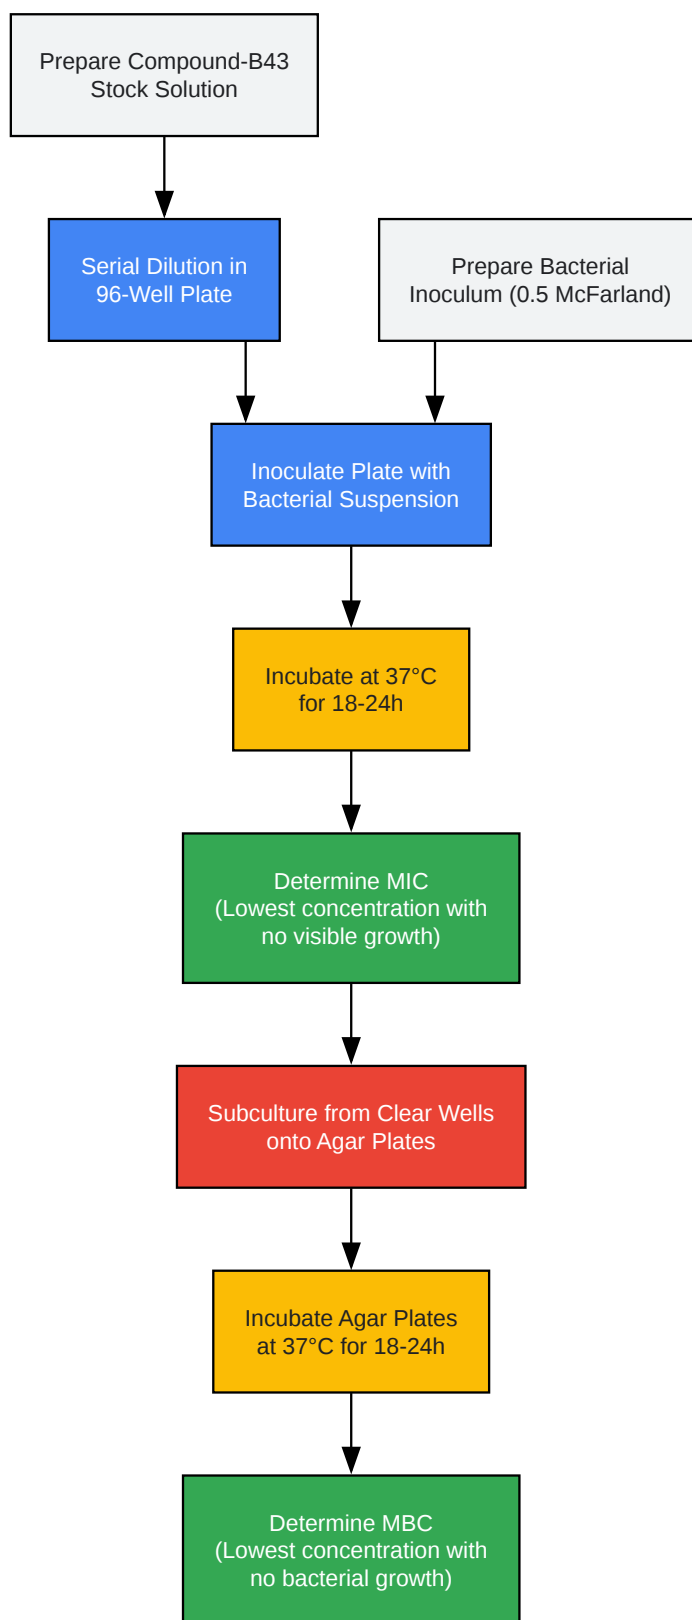 Prepare Compound-B43
Stock Solution
Serial Dilution in
96-Well Plate
Prepare Bacterial
Inoculum (0.5 McFarland)
Inoculate Plate with
Bacterial Suspension
Incubate at 37°C
for 18-24h
Determine MIC
(Lowest concentration with
no visible growth)
Subculture from Clear Wells
onto Agar Plates
Incubate Agar Plates
at 37°C for 18-24h
Determine MBC
(Lowest concentration with
no bacterial growth)